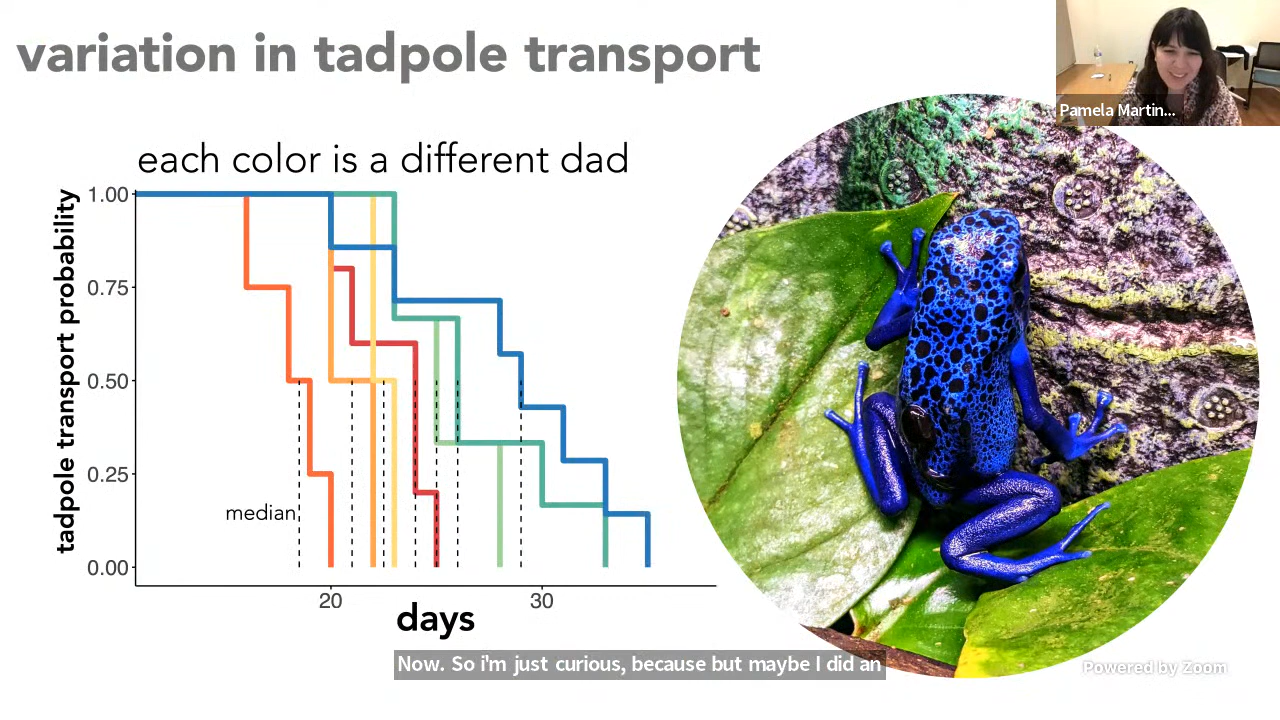 variation in tadpole transport
Pamela Martin...
each color is a different dad
tadpole transport probability
1.00
0.75
0.50
0.25
0.00
median
20
30
days
Now. So i'm just curious, because but maybe I did an
Powered by Zoom